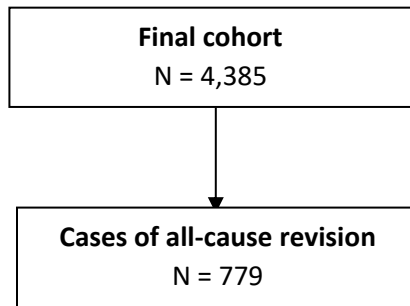 Final cohort
N = 4,385
Cases of all-cause revision
N = 779